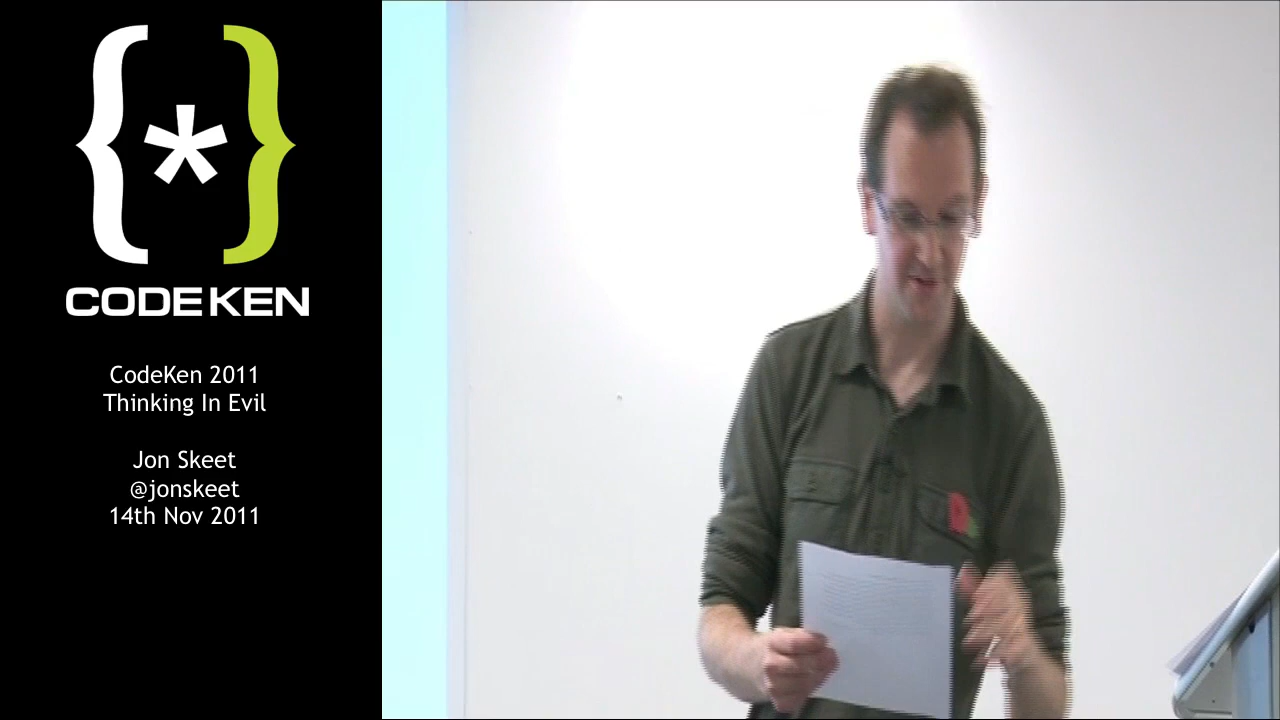 {*}
CODEKEN
CodeKen 2011
Thinking In Evil
Jon Skeet
@jonskeet
14th Nov 2011